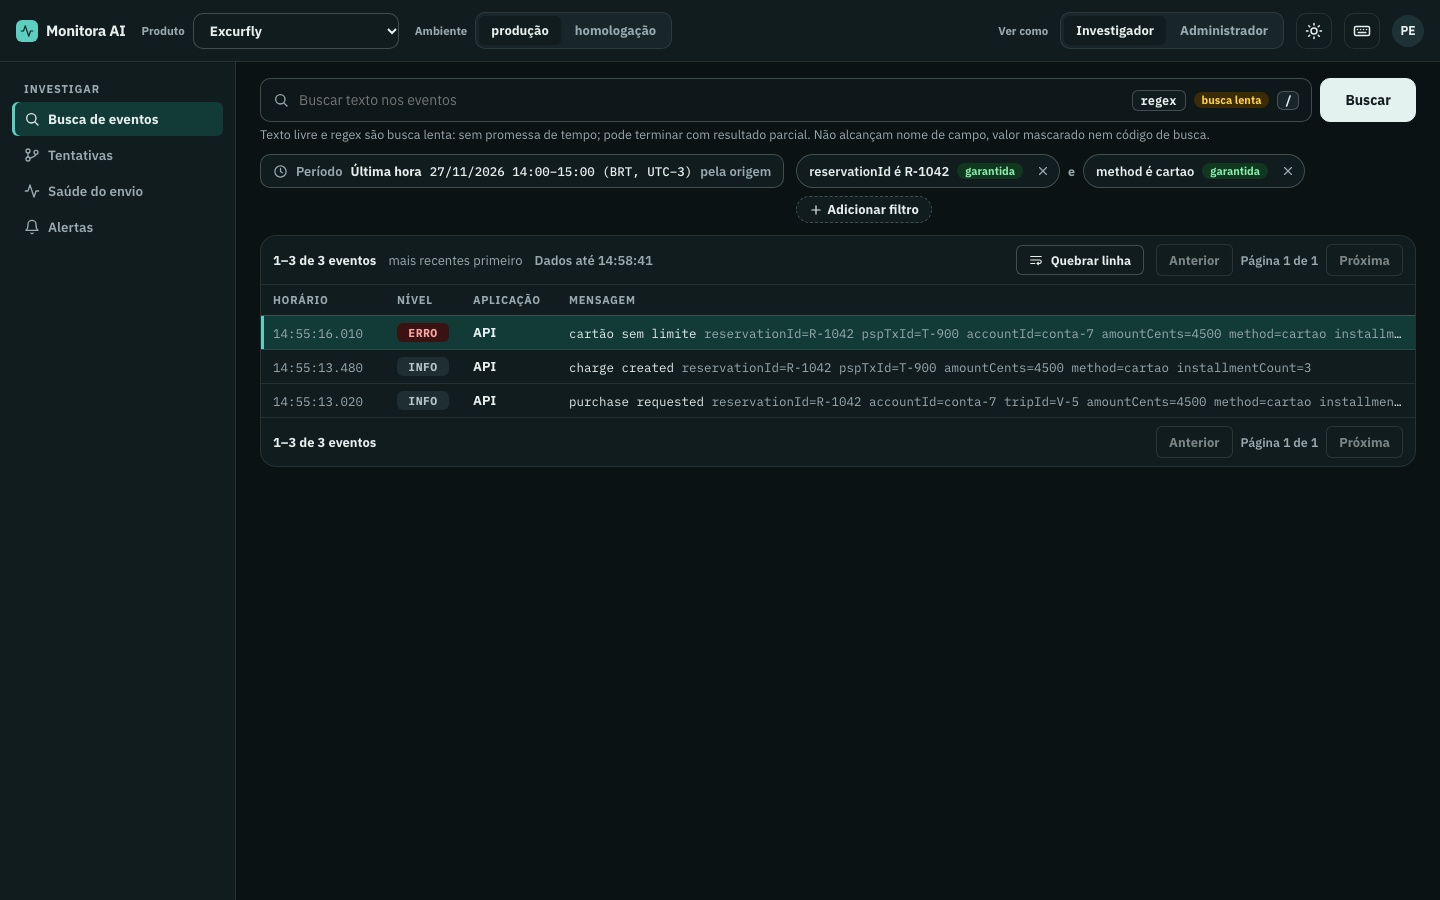 Monitora AI Produto Excurfly Ambiente produção homologação Ver como Investigador Administrador PE
INVESTIGAR
Busca de eventos
Tentativas
Saúde do envio
Alertas
Buscar texto nos eventos regex busca lenta / Buscar
Texto livre e regex são busca lenta: sem promessa de tempo; pode terminar com resultado parcial. Não alcançam nome de campo, valor mascarado nem código de busca.
Período Última hora 27/11/2026 14:00–15:00 (BRT, UTC−3) pela origem reservationId é R-1042 garantida × e method é cartao garantida ×
+ Adicionar filtro
1–3 de 3 eventos mais recentes primeiro Dados até 14:58:41 Quebrar linha Anterior Página 1 de 1 Próxima
HORÁRIO NÍVEL APLICAÇÃO MENSAGEM
14:55:16.010 ERRO API cartão sem limite reservationId=R-1042 pspTxId=T-900 accountId=conta-7 amountCents=4500 method=cartao installm…
14:55:13.480 INFO API charge created reservationId=R-1042 pspTxId=T-900 amountCents=4500 method=cartao installmentCount=3
14:55:13.020 INFO API purchase requested reservationId=R-1042 accountId=conta-7 tripId=V-5 amountCents=4500 method=cartao installmen…
1–3 de 3 eventos Anterior Página 1 de 1 Próxima